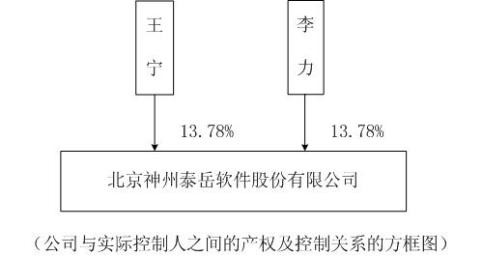 王宁
李力
13.78%
13.78%
北京神州泰岳软件股份有限公司
（公司与实际控制人之间的产权及控制关系的方框图）